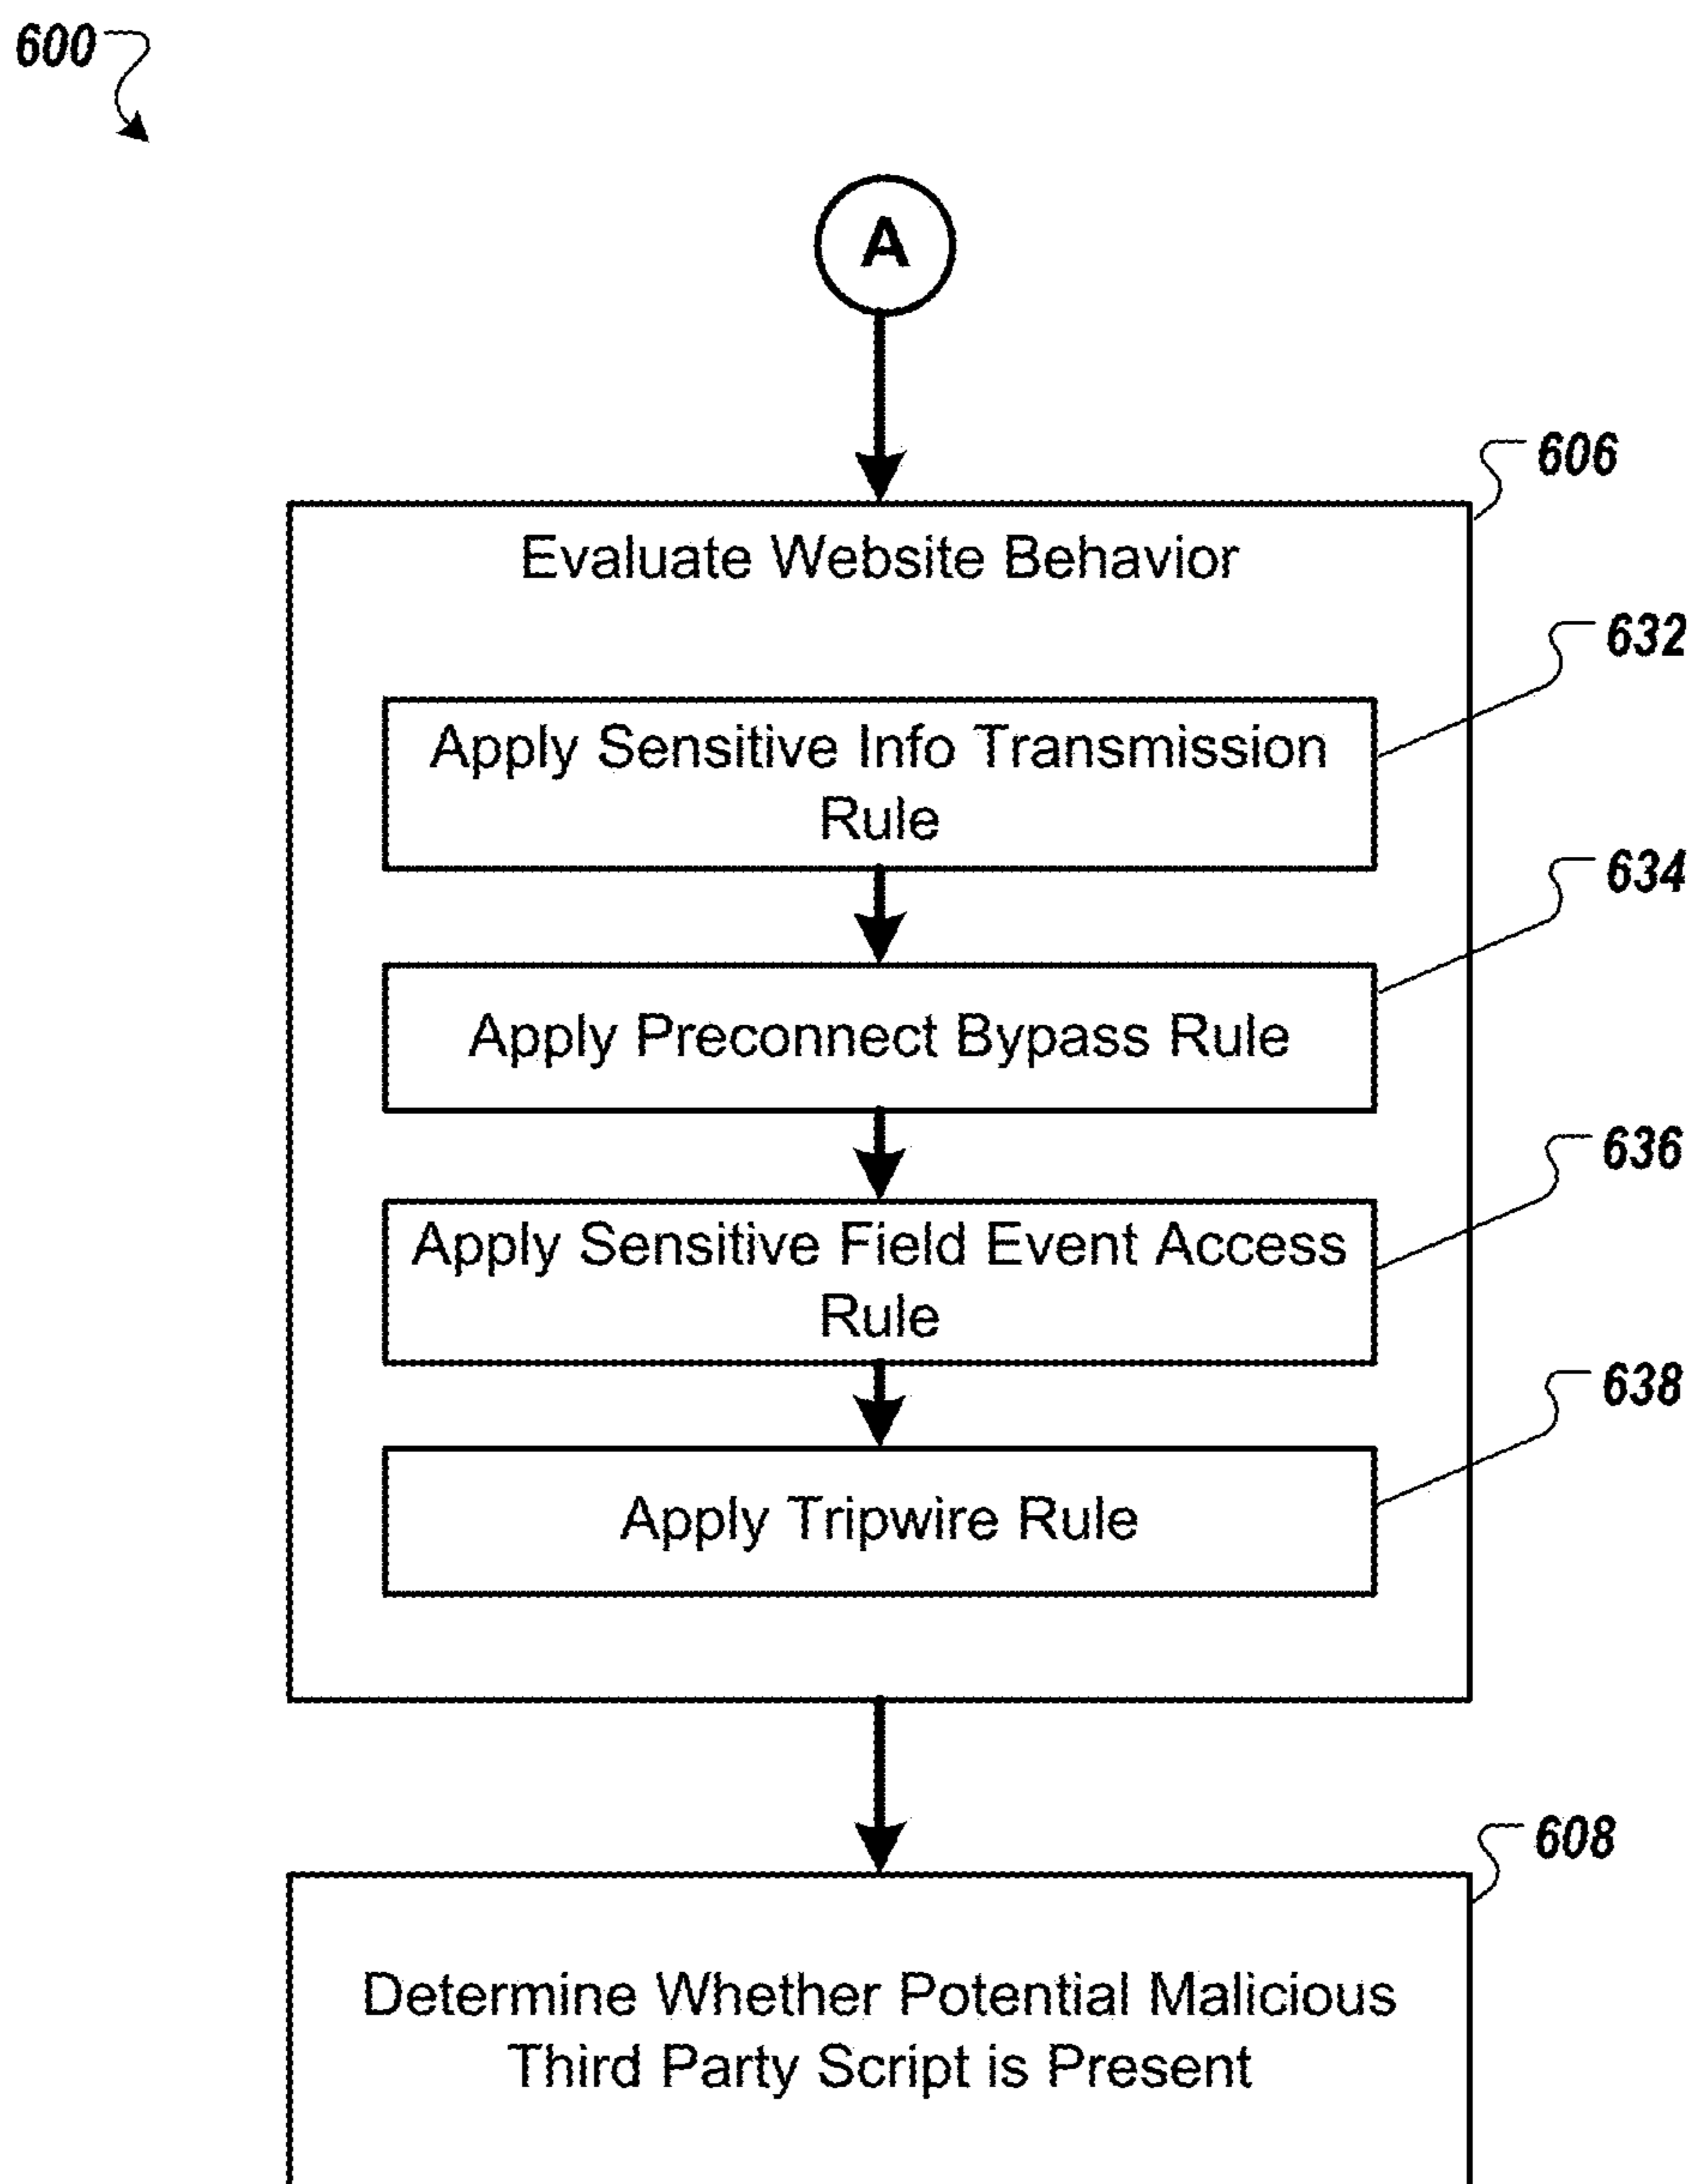 600
A
606
Evaluate Website Behavior
632
Apply Sensitive Info Transmission
Rule
634
Apply Preconnect Bypass Rule
636
Apply Sensitive Field Event Access
Rule
638
Apply Tripwire Rule
608
Determine Whether Potential Malicious
Third Party Script is Present